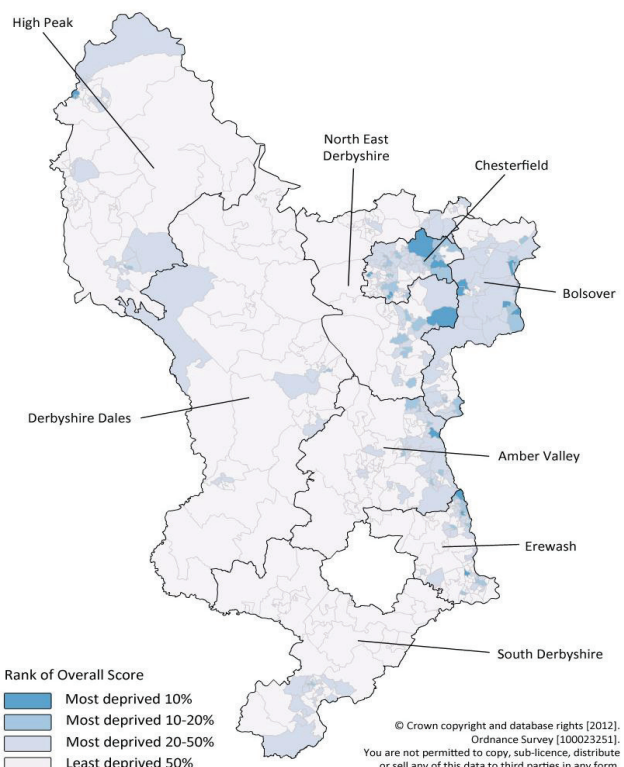 High Peak
North East
Derbyshire
Chesterfield
Bolsover
Derbyshire Dales
Amber Valley
Erewash
South Derbyshire
Rank of Overall Score
Most deprived 10%
Most deprived 10-20%
Most deprived 20-50%
Least deprived 50%
© Crown copyright and database rights [2012].
Ordnance Survey [100023251].
You are not permitted to copy, sub-licence, distribute
or sell any of this data to third parties in any form.